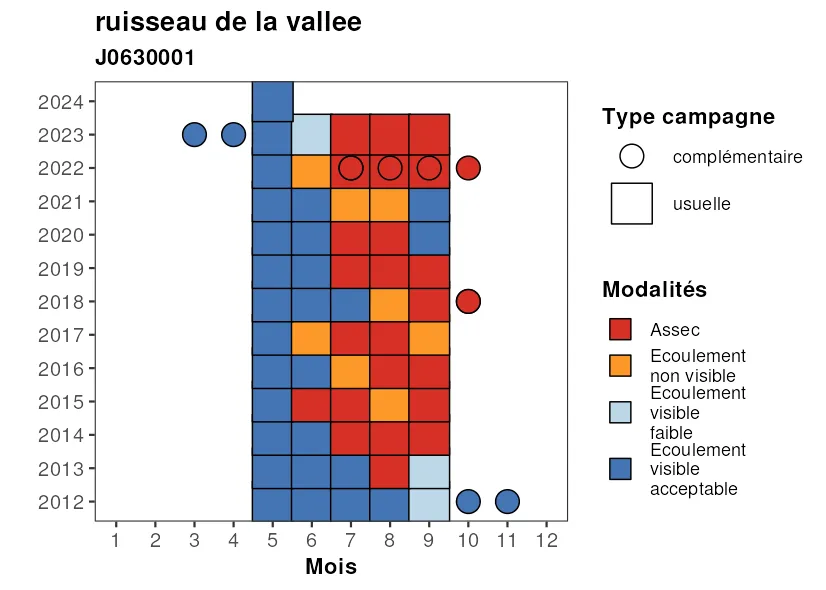 ruisseau de la vallee
J0630001
2024
2023
2022
2021
2020
2019
2018
2017
2016
2015
2014
2013
2012
1 2 3 4 5 6 7 8 9 10 11 12
Mois
Type campagne
complémentaire
usuelle
Modalités
Assec
Ecoulement
non visible
Ecoulement
visible
faible
Ecoulement
visible
acceptable